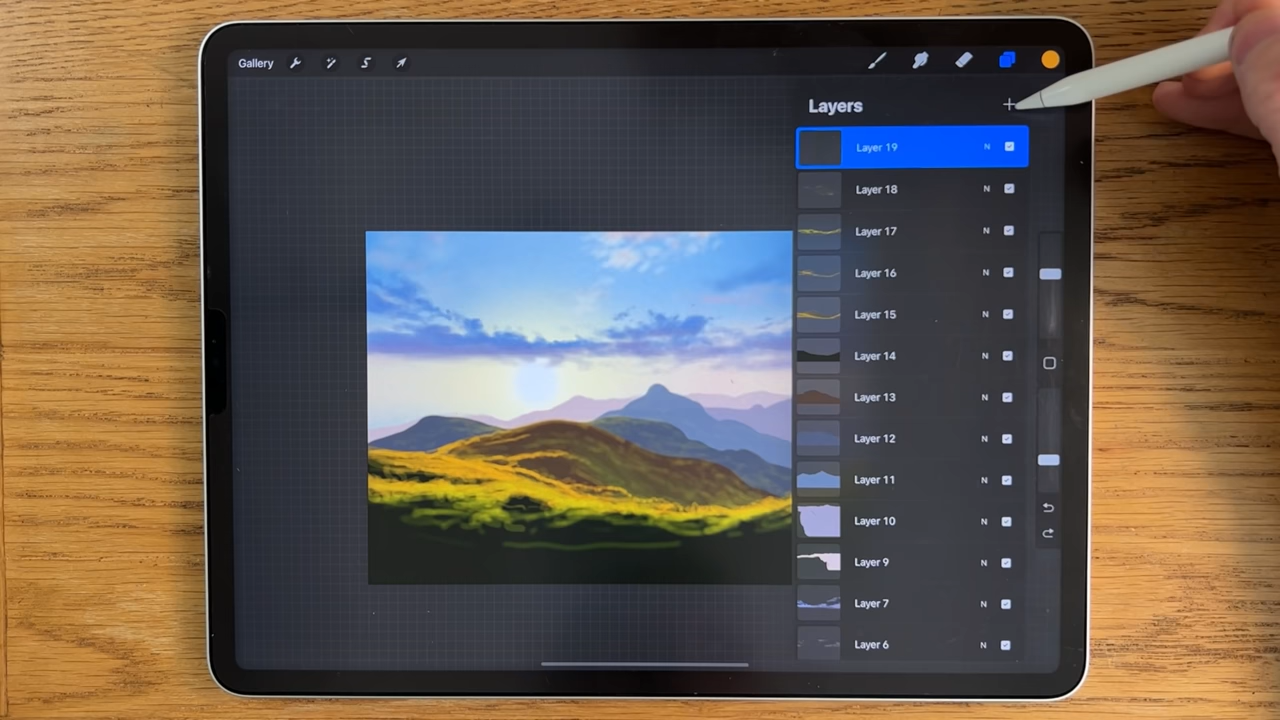 Gallery
Layers
Layer 19 N
Layer 18 N
Layer 17 N
Layer 16 N
Layer 15 N
Layer 14 N
Layer 13 N
Layer 12 N
Layer 11 N
Layer 10 N
Layer 9 N
Layer 7 N
Layer 6 N